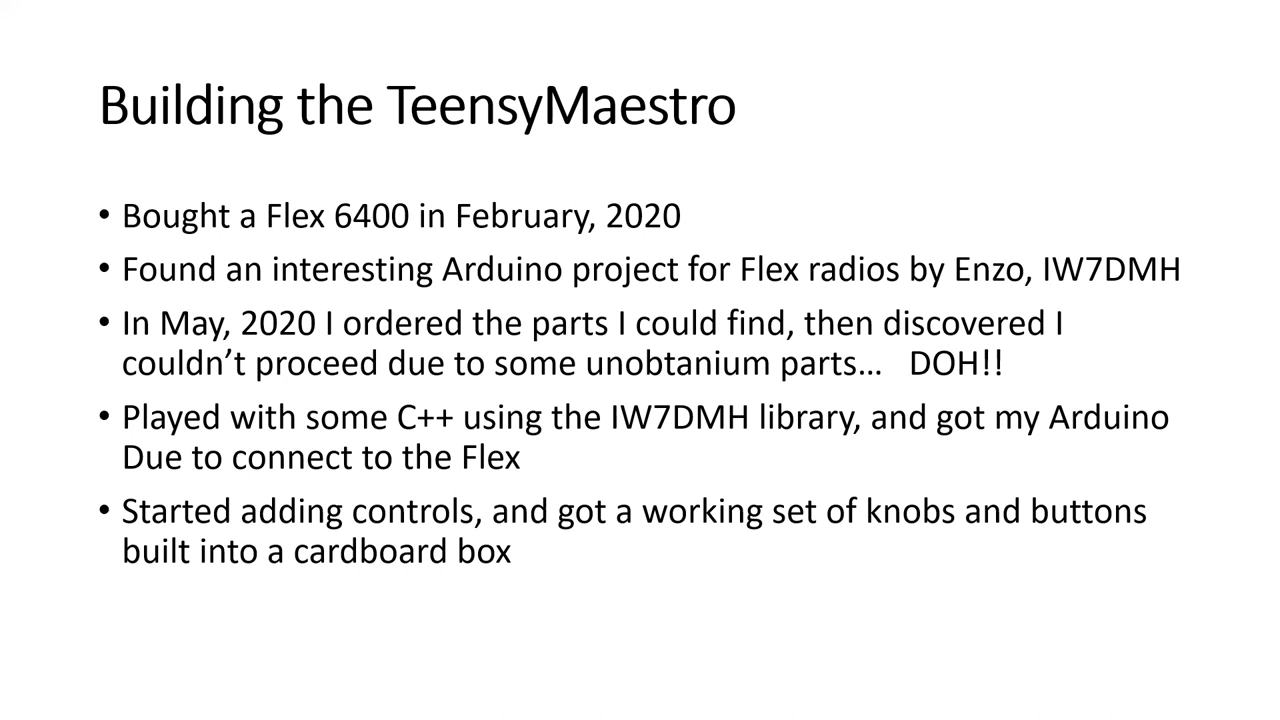 Building the TeensyMaestro
• Bought a Flex 6400 in February, 2020
• Found an interesting Arduino project for Flex radios by Enzo, IW7DMH
• In May, 2020 I ordered the parts I could find, then discovered I
couldn’t proceed due to some unobtanium parts… DOH!!
• Played with some C++ using the IW7DMH library, and got my Arduino
Due to connect to the Flex
• Started adding controls, and got a working set of knobs and buttons
built into a cardboard box